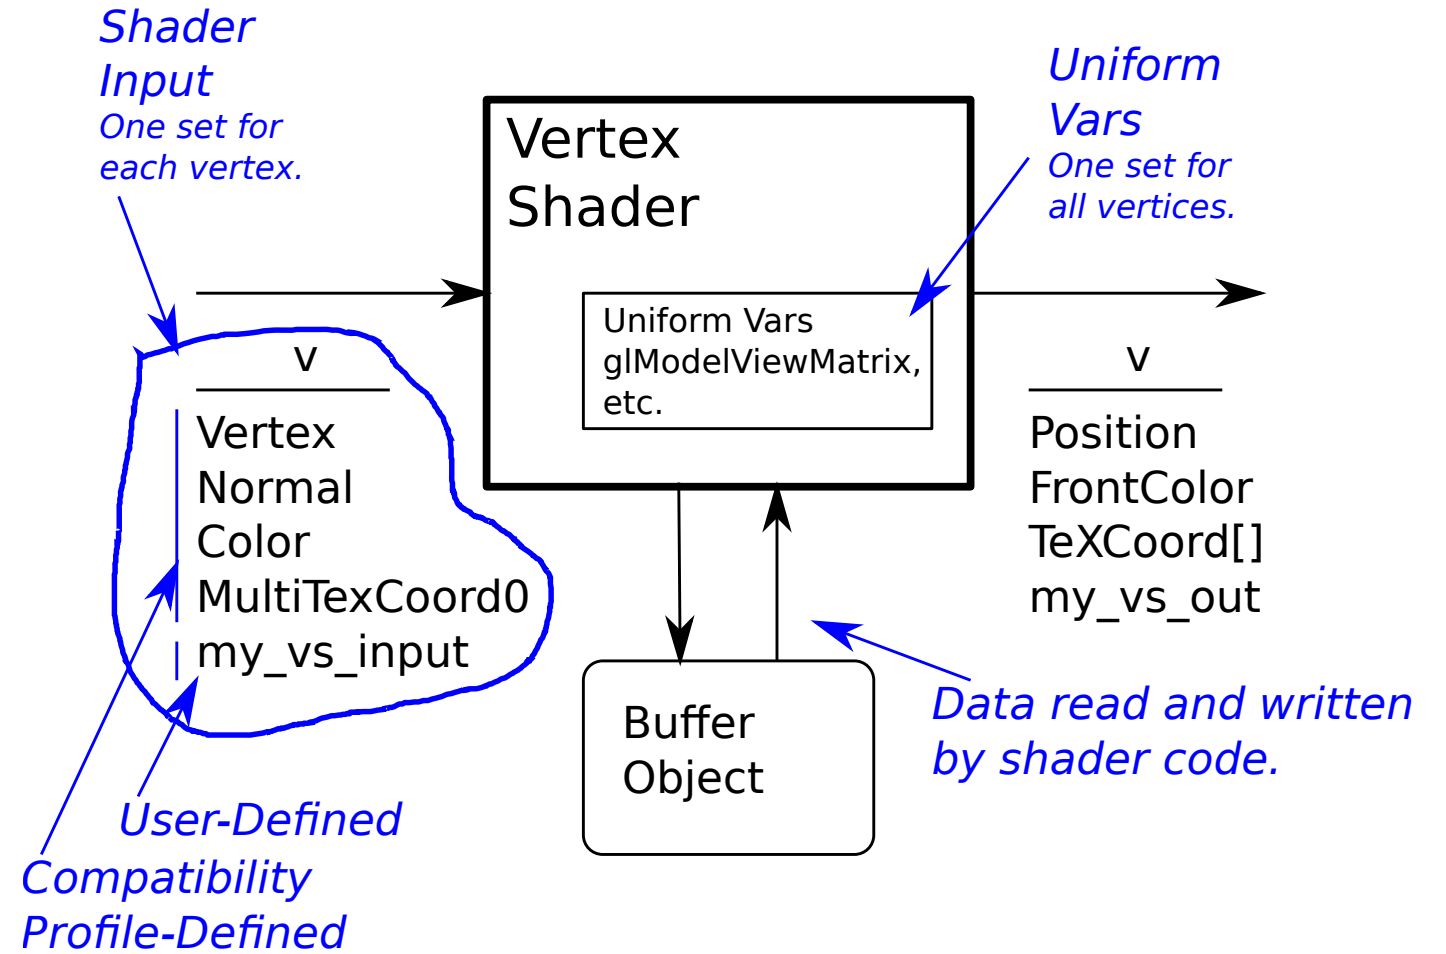 Shader
Input
One set for
each vertex.
Vertex
Shader
Uniform
Vars
One set for
all vertices.
Uniform Vars
glModelViewMatrix,
etc.
v
Vertex
Normal
Color
MultiTexCoord0
my_vs_input
v
Position
FrontColor
TeXCoord[]
my_vs_out
Buffer
Object
Data read and written
by shader code.
User-Defined
Compatibility
Profile-Defined